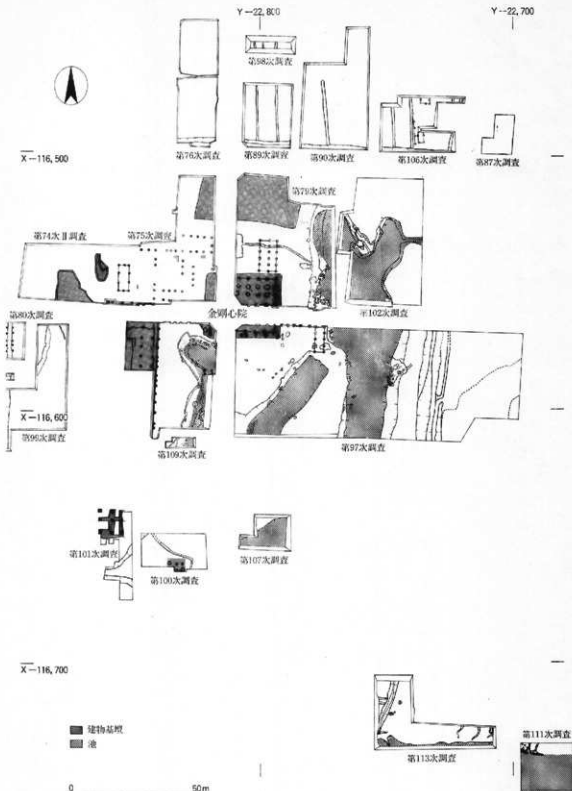 Y-22,800
Y-22,700
第98次調査
第76次調査
第89次調査
第90次調査
第106次調査
第87次調査
X-116,500
第79次調査
第74次Ⅱ調査
第75次調査
第80次調査
金剛心院
第102次調査
X-116,600
第99次調査
第109次調査
第97次調査
第101次調査
第100次調査
第107次調査
X-116,700
建物基壇
池
第111次調査
第113次調査
0
50m